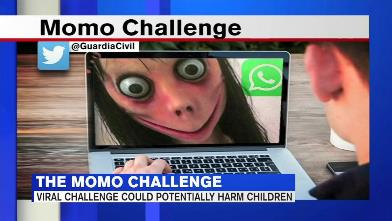 Momo Challenge
@GuardiaCivil
THE MOMO CHALLENGE
VIRAL CHALLENGE COULD POTENTIALLY HARM CHILDREN